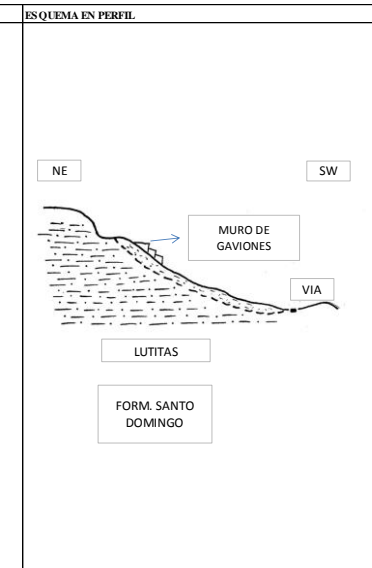 ESQUEMA EN PERFIL
NE
SW
MURO DE
GAVIONES
VIA
LUTITAS
FORM. SANTO
DOMINGO